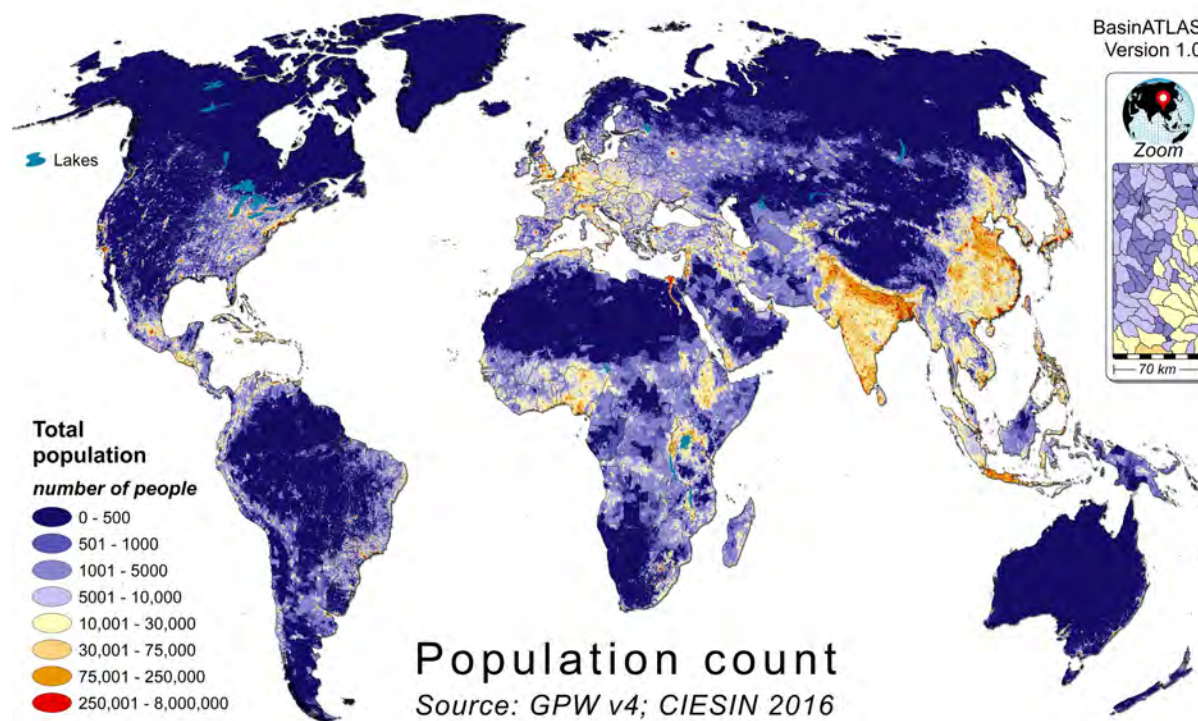 BasinATLAS
Version 1.0
Zoom
70 km
Lakes
Total
population
number of people
0 - 500
501 - 1000
1001 - 5000
5001 - 10,000
10,001 - 30,000
30,001 - 75,000
75,001 - 250,000
250,001 - 8,000,000
Population count
Source: GPW v4; CIESIN 2016